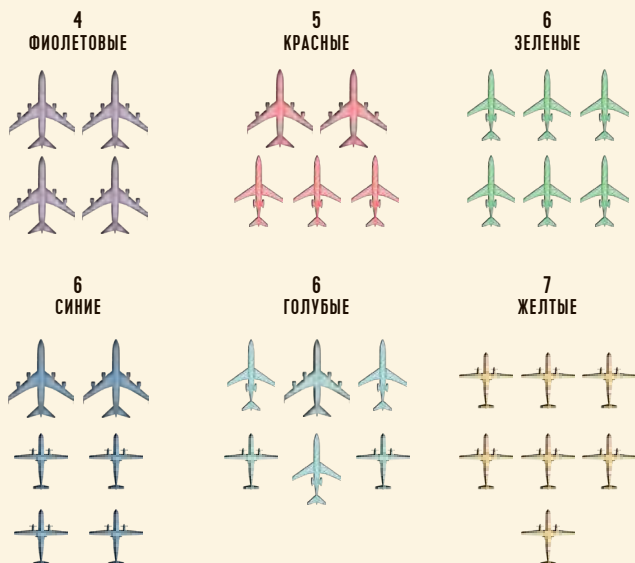 4
ФИОЛЕТОВЫЕ
5
КРАСНЫЕ
6
ЗЕЛЕНЫЕ
6
СИНИЕ
6
ГОЛУБЫЕ
7
ЖЕЛТЫЕ